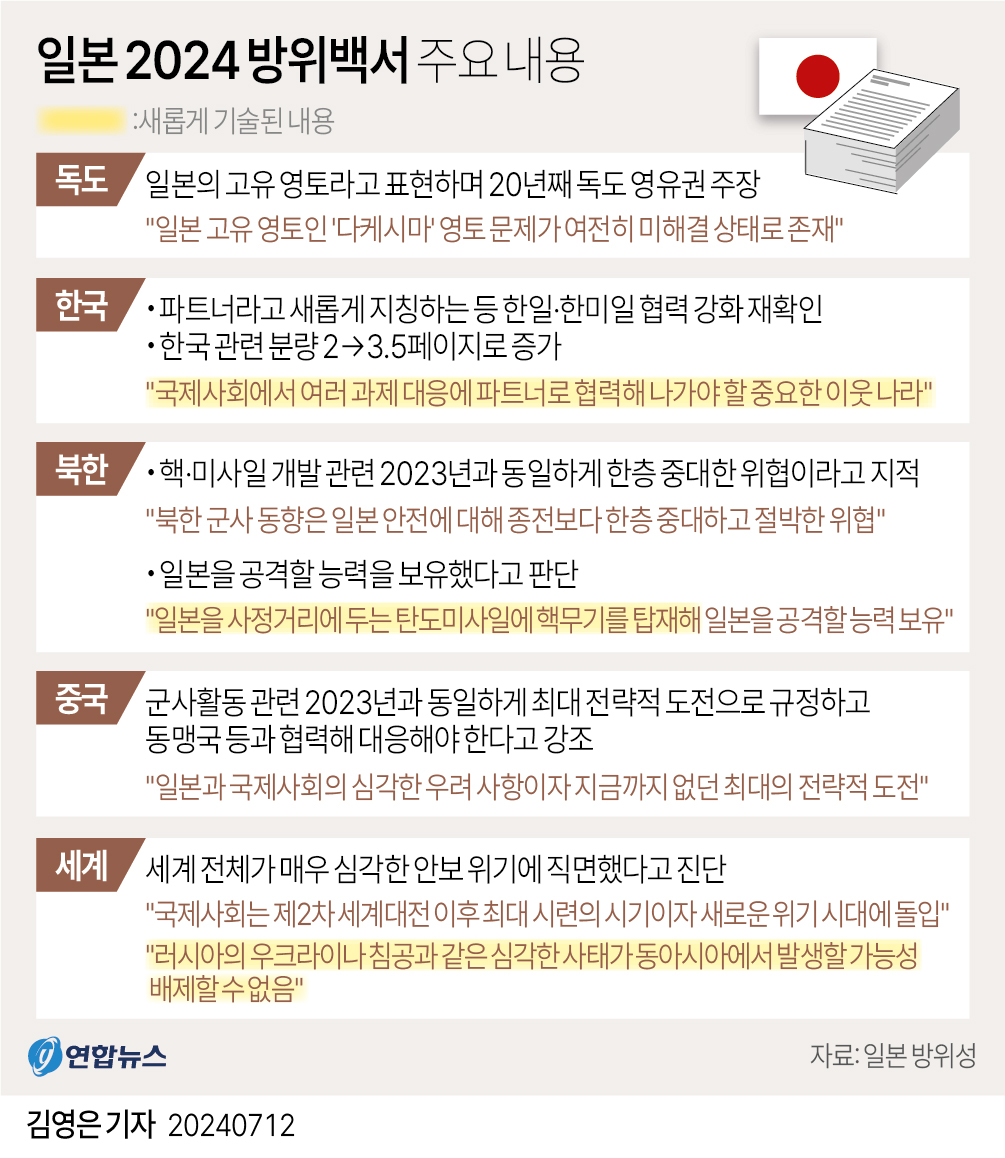 일본 2024 방위백서 주요 내용
:새롭게 기술된 내용
독도
일본의 고유 영토라고 표현하며 20년째 독도 영유권 주장
"일본 고유 영토인 '다케시마' 영토 문제가 여전히 미해결 상태로 존재"
한국
• 파트너라고 새롭게 지칭하는 등 한일·한미일 협력 강화 재확인
• 한국 관련 분량 2→3.5페이지로 증가
"국제사회에서 여러 과제 대응에 파트너로 협력해 나가야 할 중요한 이웃 나라"
북한
• 핵·미사일 개발 관련 2023년과 동일하게 한층 중대한 위협이라고 지적
"북한 군사 동향은 일본 안전에 대해 종전보다 한층 중대하고 절박한 위협"
• 일본을 공격할 능력을 보유했다고 판단
"일본을 사정거리에 두는 탄도미사일에 핵무기를 탑재해 일본을 공격할 능력 보유"
중국
군사활동 관련 2023년과 동일하게 최대 전략적 도전으로 규정하고
동맹국 등과 협력해 대응해야 한다고 강조
"일본과 국제사회의 심각한 우려 사항이자 지금까지 없던 최대의 전략적 도전"
세계
세계 전체가 매우 심각한 안보 위기에 직면했다고 진단
"국제사회는 제2차 세계대전 이후 최대 시련의 시기이자 새로운 위기 시대에 돌입"
"러시아의 우크라이나 침공과 같은 심각한 사태가 동아시아에서 발생할 가능성
배제할 수 없음"
연합뉴스
자료: 일본 방위성
김영은 기자 20240712